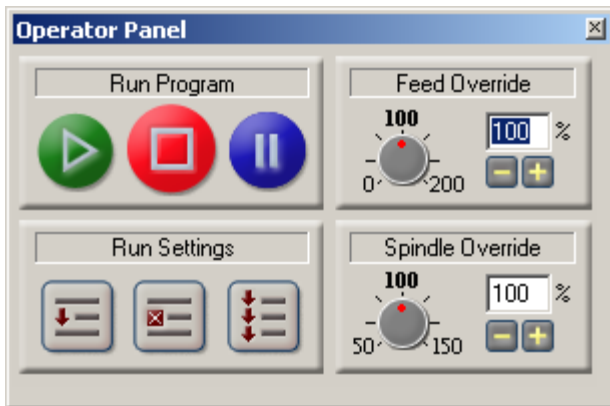 Operator Panel
Run Program
Feed Override
100
100 %
0 200
Run Settings
Spindle Override
100
100 %
50 150